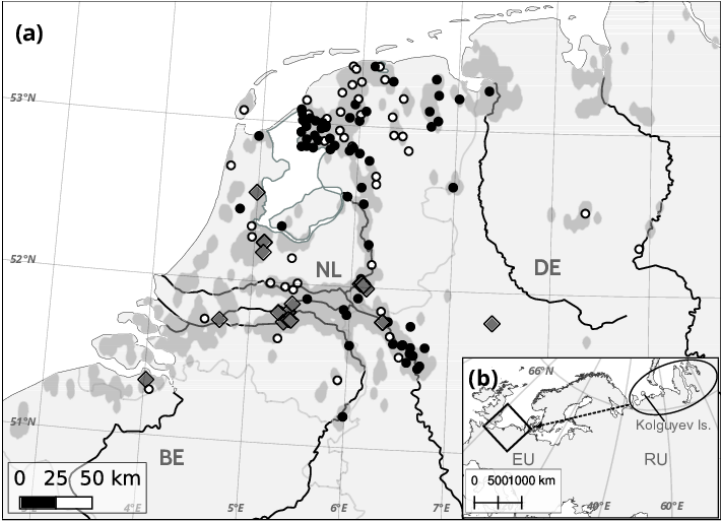 (a)
53°N
52°N
NL
DE
51°N
BE
0 25 50 km
4°E 5°E 6°E 7°E
(b)
66°N
Kolguyev Is.
EU RU
0 5001000 km
40°E 60°E